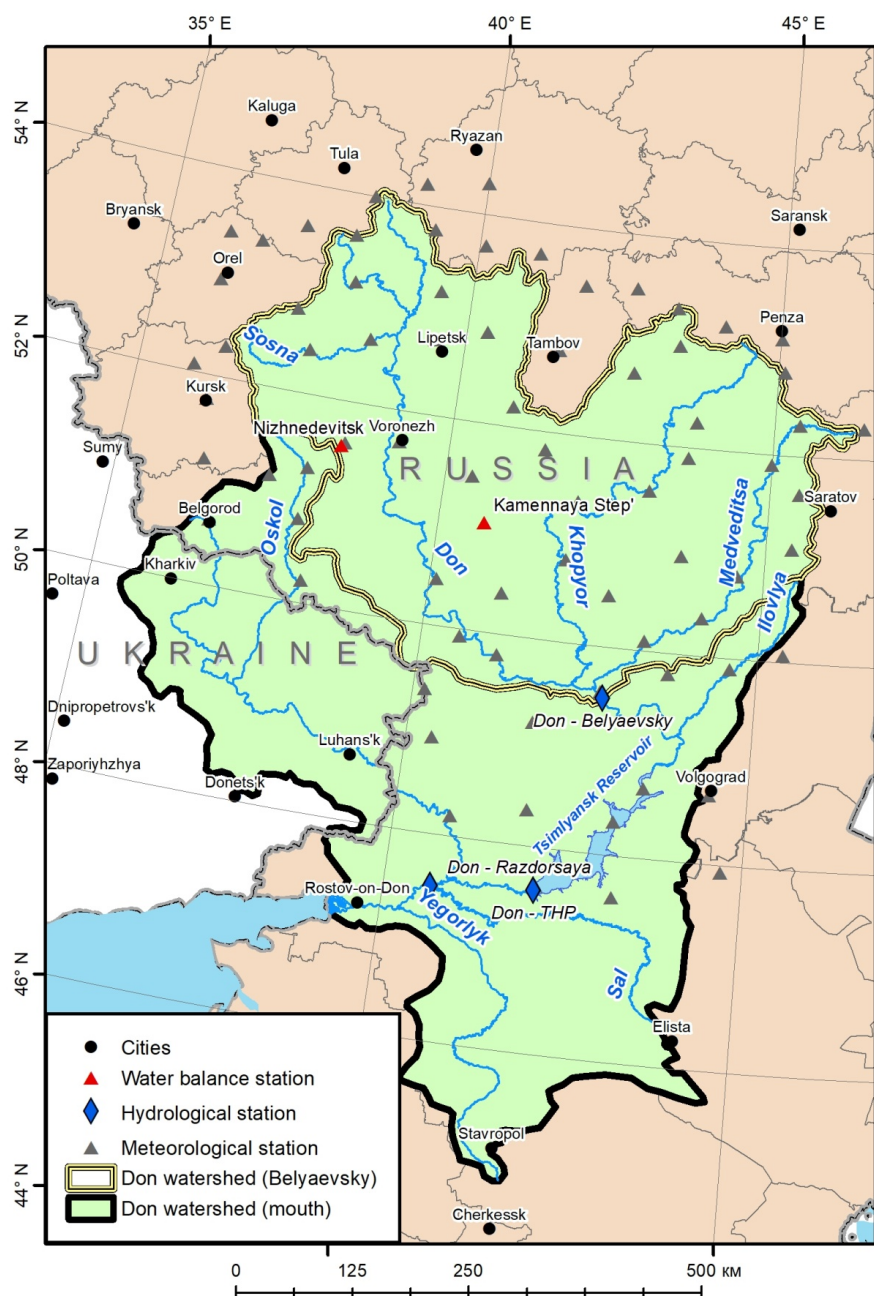 35° E
40° E
45° E
54° N
52° N
50° N
48° N
46° N
44° N
Kaluga
Tula
Ryazan
Bryansk
Saransk
Orel
Penza
Sosna
Lipetsk
Tambov
Kursk
Nizhnedevitsk
Voronezh
Sumy
RUSSIA
Kamennaya Step'
Saratov
Belgorod
Oskol
Don
Khopyor
Medveditsa
Ilovlya
Kharkiv
Poltava
UKRAINE
Don - Belyaevsky
Dnipropetrovs'k
Luhans'k
Zaporiyhzhya
Donets'k
Tsimlyansk Reservoir
Volgograd
Don - Razdorsaya
Rostov-on-Don
Don - THP
Yegorlyk
Sal
Elista
Stavropol
Cherkessk
Cities
Water balance station
Hydrological station
Meteorological station
Don watershed (Belyaevsky)
Don watershed (mouth)
0 125 250 500 км